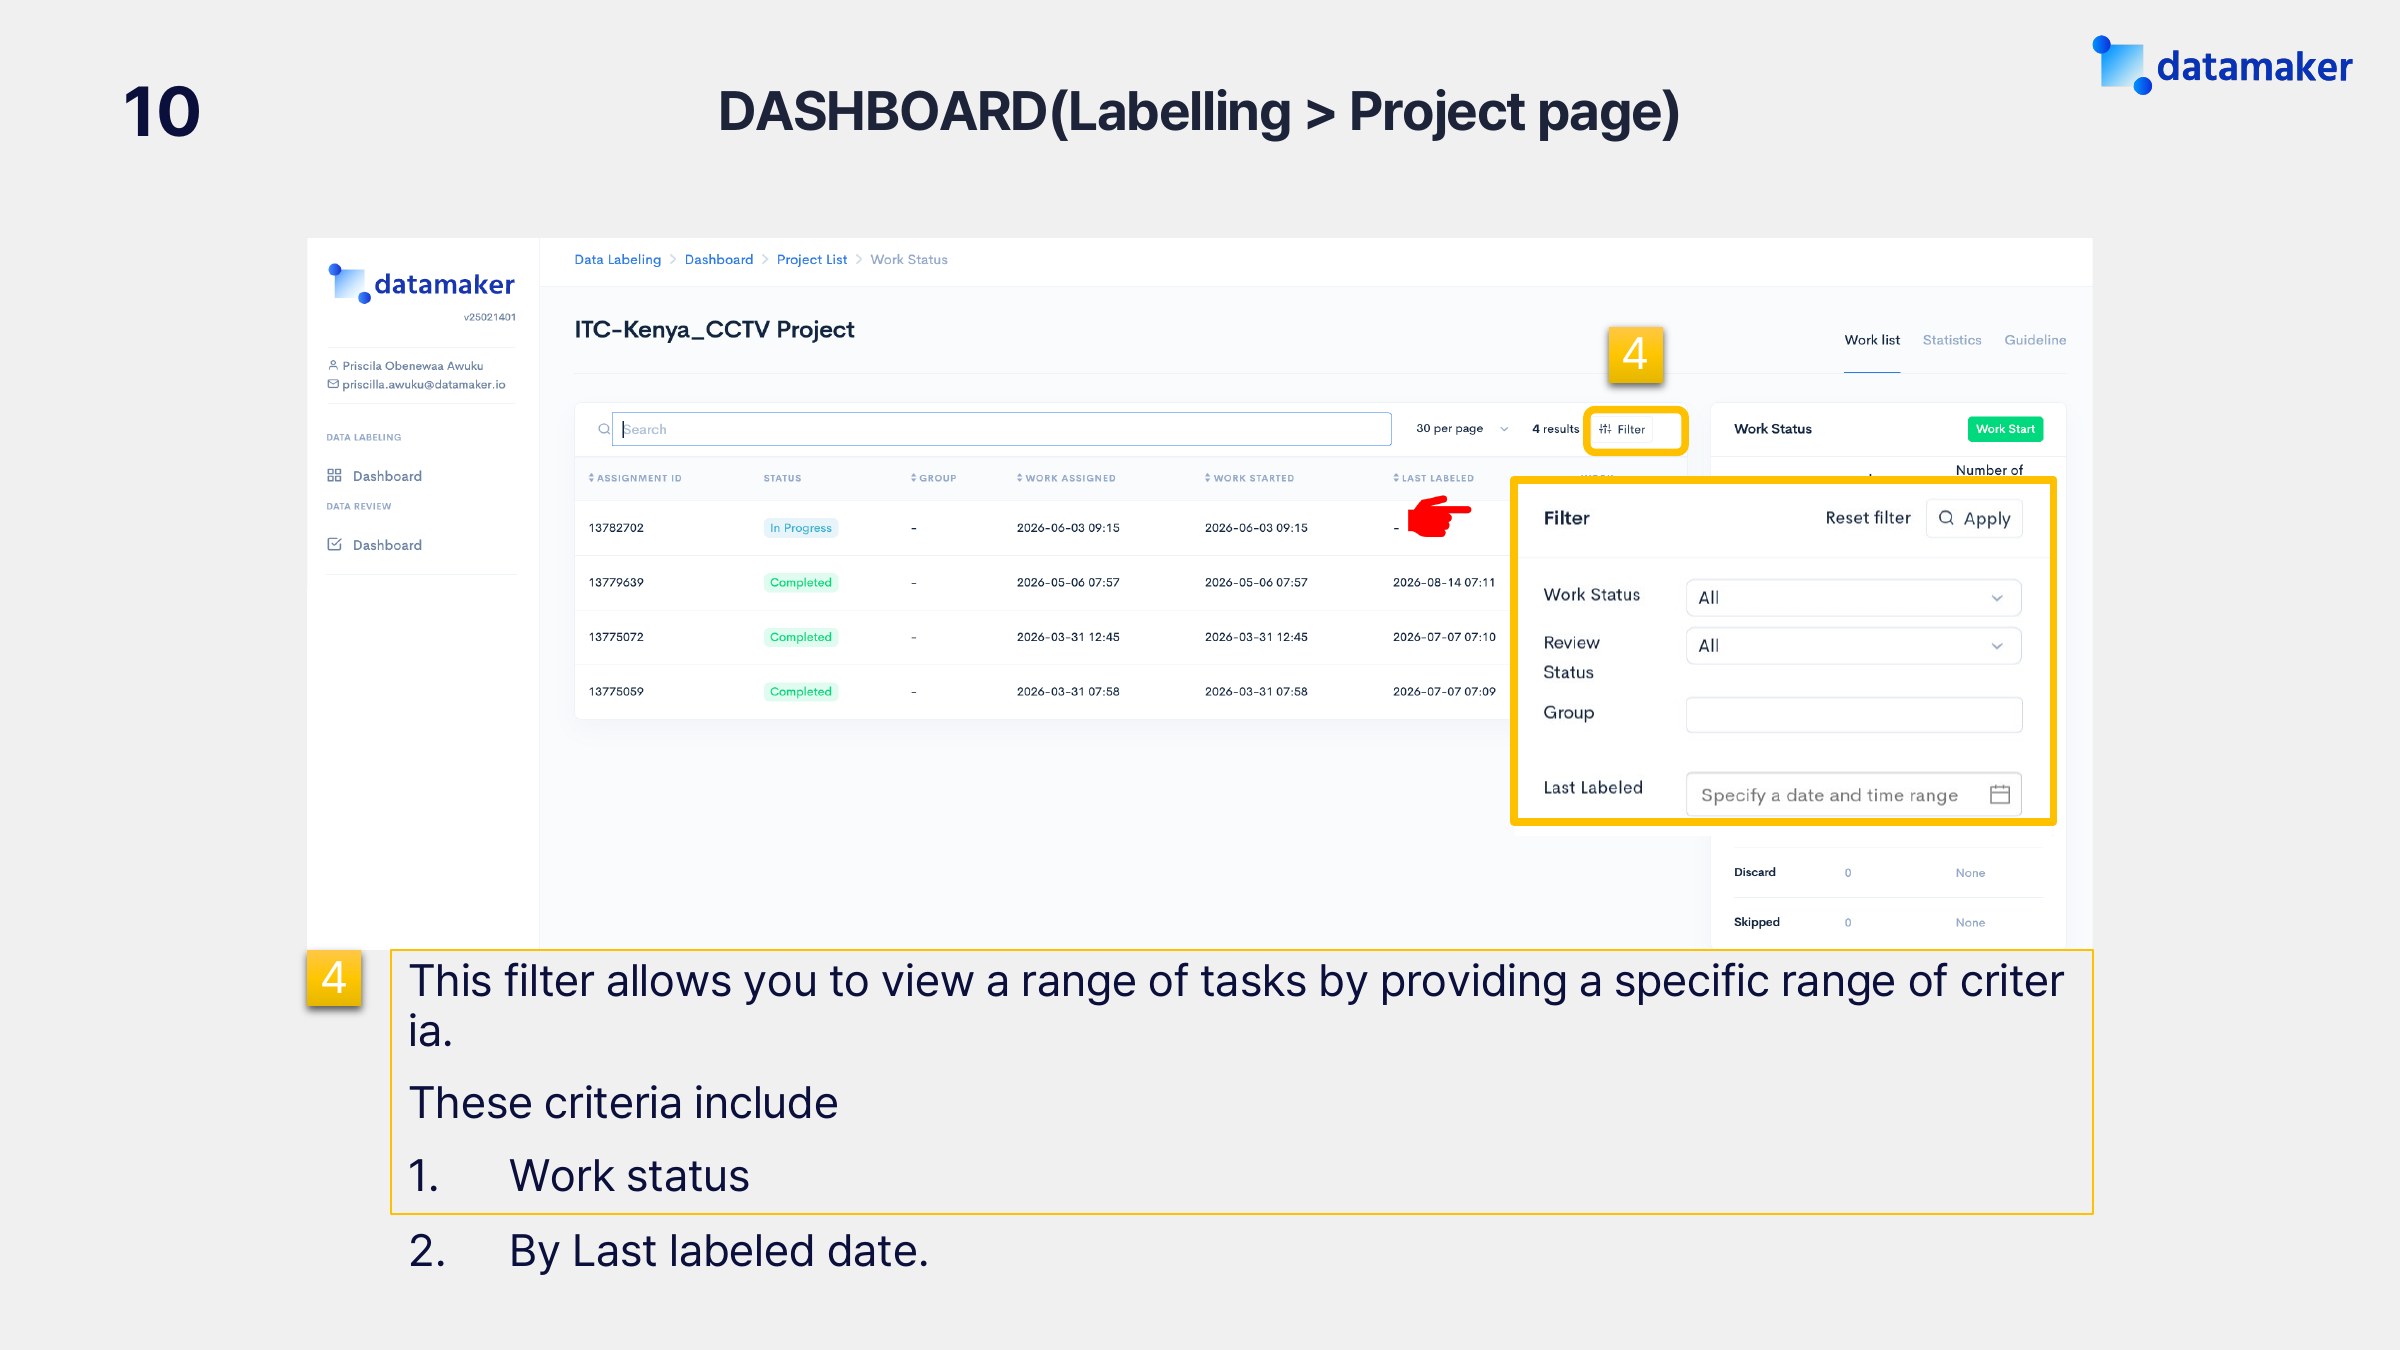 10
DASHBOARD(Labelling > Project page)
datamaker
datamaker
v25021401
Priscila Obenewaa Awuku
priscilla.awuku@datamaker.io
DATA LABELING
Dashboard
DATA REVIEW
Dashboard
Data Labeling > Dashboard > Project List > Work Status
ITC-Kenya_CCTV Project
4
Work list Statistics Guideline
Search 30 per page 4 results Filter
ASSIGNMENT ID STATUS GROUP WORK ASSIGNED WORK STARTED LAST LABELED
13782702 In Progress - 2026-06-03 09:15 2026-06-03 09:15 -
13779639 Completed - 2026-05-06 07:57 2026-05-06 07:57 2026-08-14 07:11
13775072 Completed - 2026-03-31 12:45 2026-03-31 12:45 2026-07-07 07:10
13775059 Completed - 2026-03-31 07:58 2026-03-31 07:58 2026-07-07 07:09
Work Status Work Start
Number of
Filter Reset filter Apply
Work Status All
Review Status All
Group
Last Labeled Specify a date and time range
Discard 0 None
Skipped 0 None
4
This filter allows you to view a range of tasks by providing a specific range of criter
ia.
These criteria include
1. Work status
2. By Last labeled date.